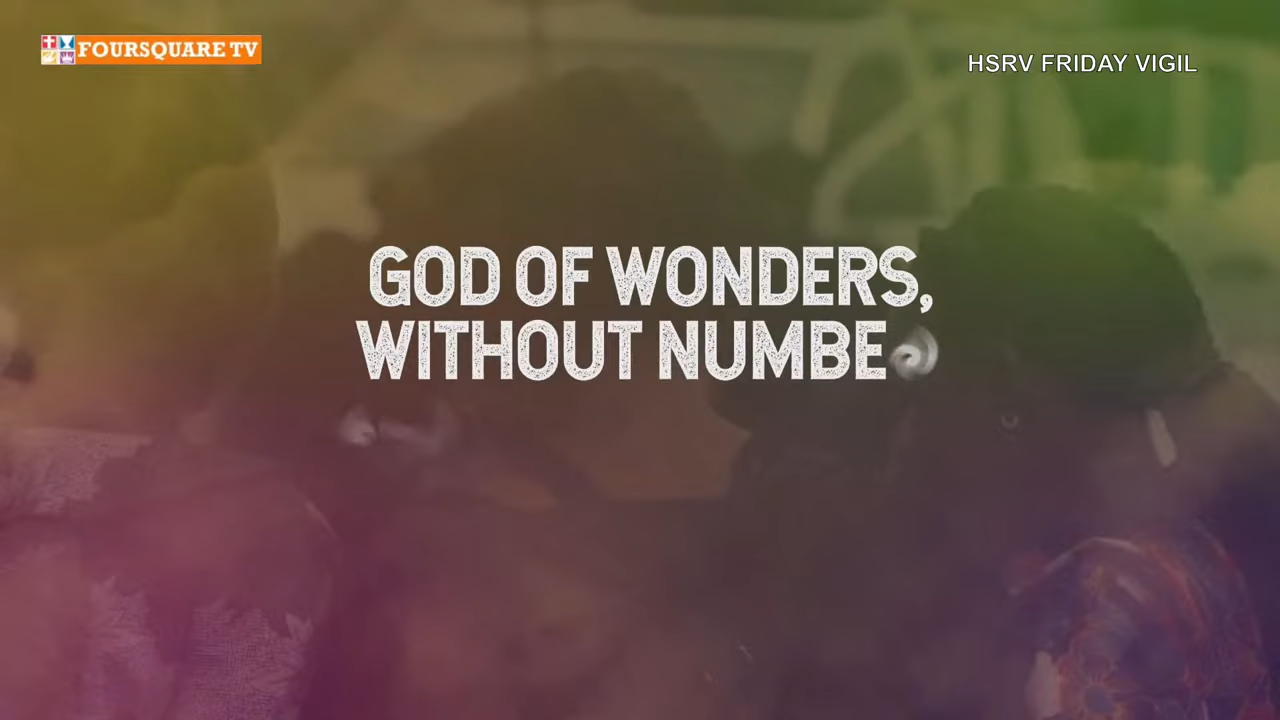 FOURSQUARE TV
HSRV FRIDAY VIGIL
GOD OF WONDERS,
WITHOUT NUMBE